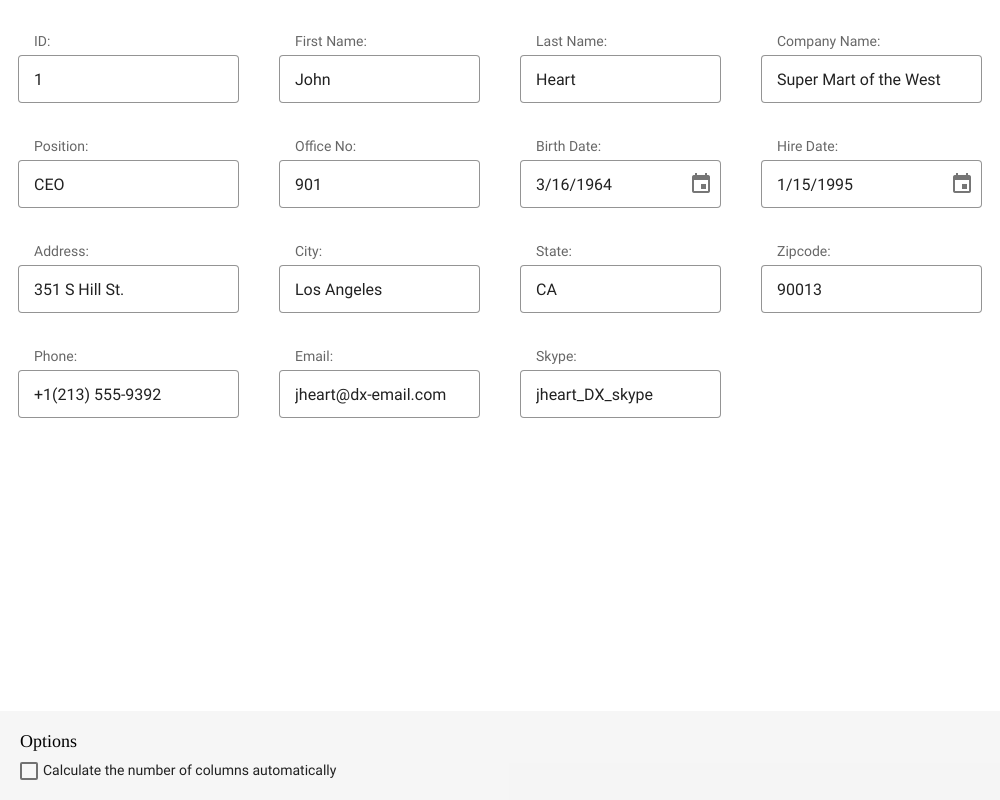 ID:
First Name:
Last Name:
Company Name:
1
John
Heart
Super Mart of the West
Position:
Office No:
Birth Date:
Hire Date:
CEO
901
3/16/1964
1/15/1995
Address:
City:
State:
Zipcode:
351 S Hill St.
Los Angeles
CA
90013
Phone:
Email:
Skype:
+1(213) 555-9392
jheart@dx-email.com
jheart_DX_skype
Options
Calculate the number of columns automatically